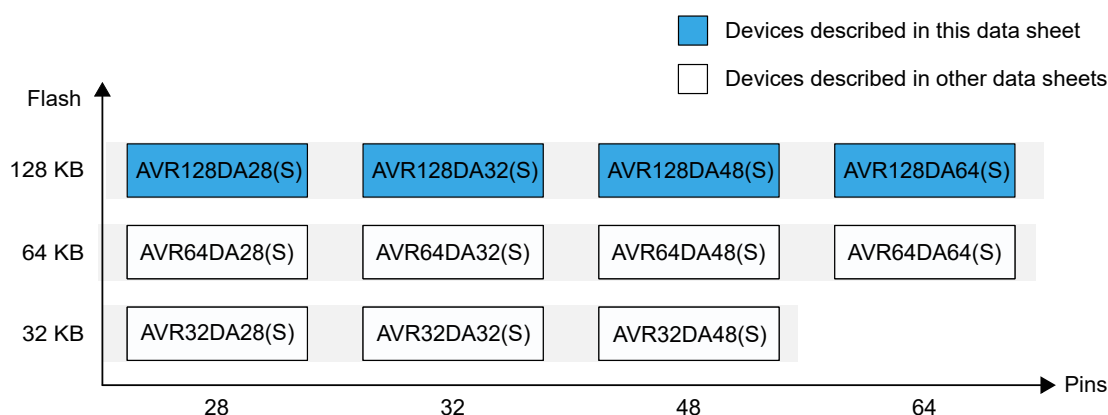 Devices described in this data sheet
Devices described in other data sheets
Flash
128 KB
AVR128DA28(S)
AVR128DA32(S)
AVR128DA48(S)
AVR128DA64(S)
64 KB
AVR64DA28(S)
AVR64DA32(S)
AVR64DA48(S)
AVR64DA64(S)
32 KB
AVR32DA28(S)
AVR32DA32(S)
AVR32DA48(S)
Pins
28
32
48
64